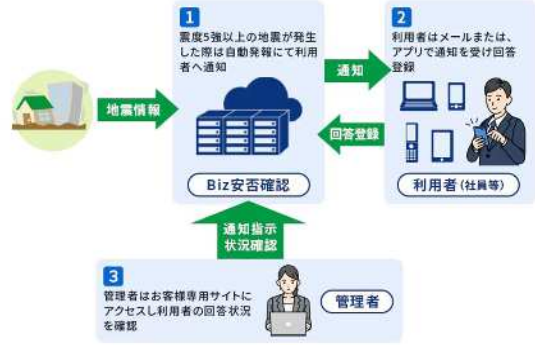 1
震度5強以上の地震が発生
した際は自動発報にて利用
者へ通知
2
利用者はメールまたは、
アプリで通知を受け回答
登録
地震情報
通知
回答登録
Biz安否確認
利用者(社員等)
通知指示
状況確認
3
管理者はお客様専用サイトに
アクセスし利用者の回答状況
を確認
管理者